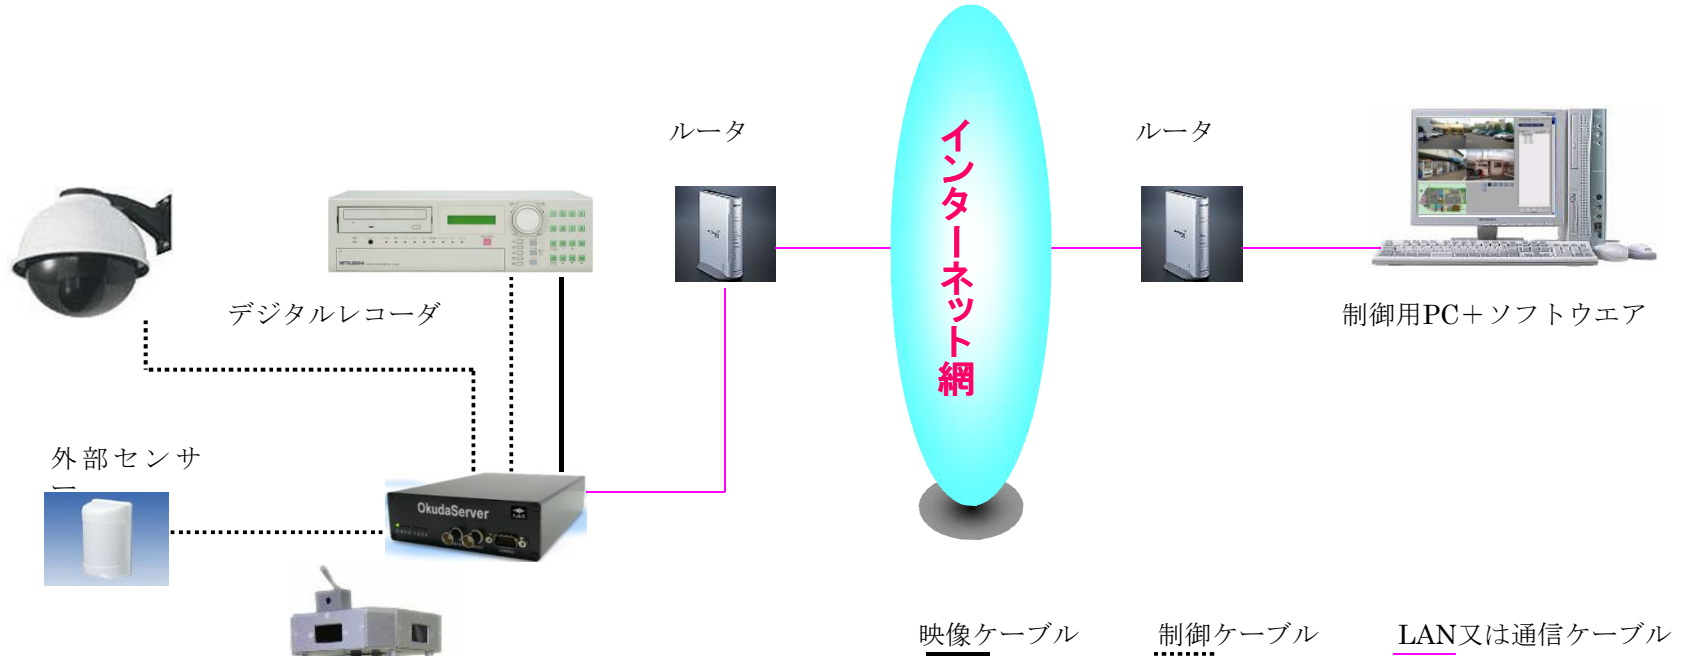 ルータ
ルータ
インターネット網
デジタルレコーダ
制御用PC+ソフトウエア
MITSUBISHI
外部センサ
ー
OkudaServer
映像ケーブル
制御ケーブル
LAN又は通信ケーブル